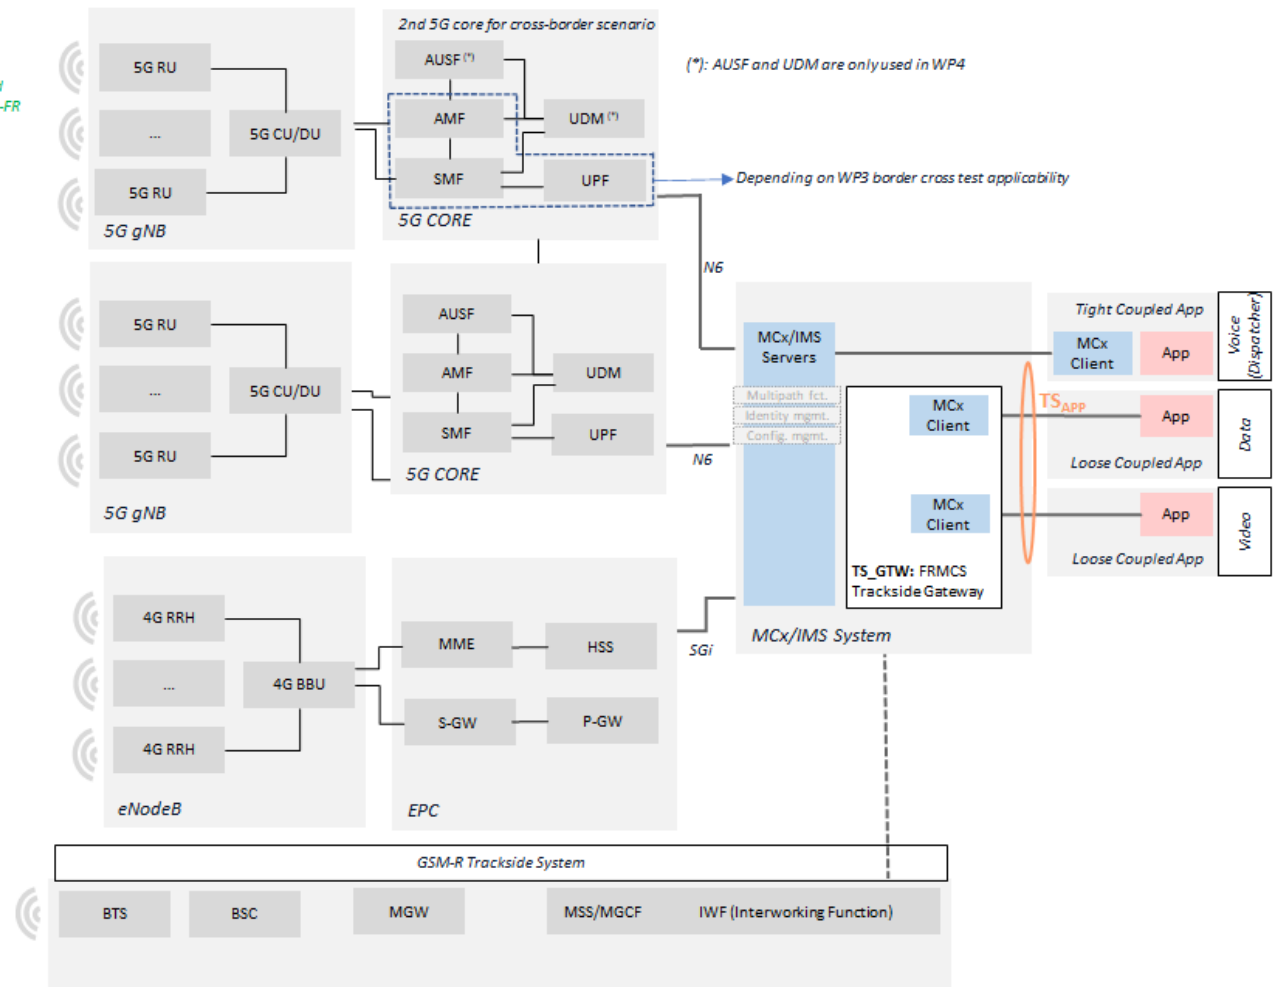 2nd 5G core for cross-border scenario
-FR
5G RU
...
5G RU
5G CU/DU
5G gNB
AUSF (*)
AMF
SMF
UDM (*)
UPF
5G CORE
(*): AUSF and UDM are only used in WP4
Depending on WP3 border cross test applicability
N6
5G RU
...
5G RU
5G CU/DU
5G gNB
AUSF
AMF
SMF
UDM
UPF
5G CORE
N6
4G RRH
...
4G RRH
4G BBU
eNodeB
MME
HSS
S-GW
P-GW
EPC
SGi
MCx/IMS
Servers
Multipath fct.
Identity mgmt.
Config. mgmt.
MCx
Client
MCx
Client
TS_GTW: FRMCS
Trackside Gateway
MCx/IMS System
TSAPP
Tight Coupled App
MCx
Client
App
Voice
(Dispatcher)
App
Loose Coupled App
Data
App
Loose Coupled App
Video
GSM-R Trackside System
BTS
BSC
MGW
MSS/MGCF
IWF (Interworking Function)